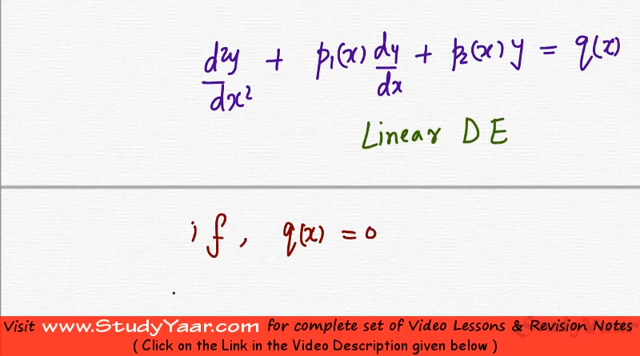 d²y/dx² + p₁(x) dy/dx + p₂(x) y = q(x)
Linear D E
if, q(x) = 0
Visit www.StudyYaar.com for complete set of Video Lessons & Revision Notes
( Click on the Link in the Video Description given below )